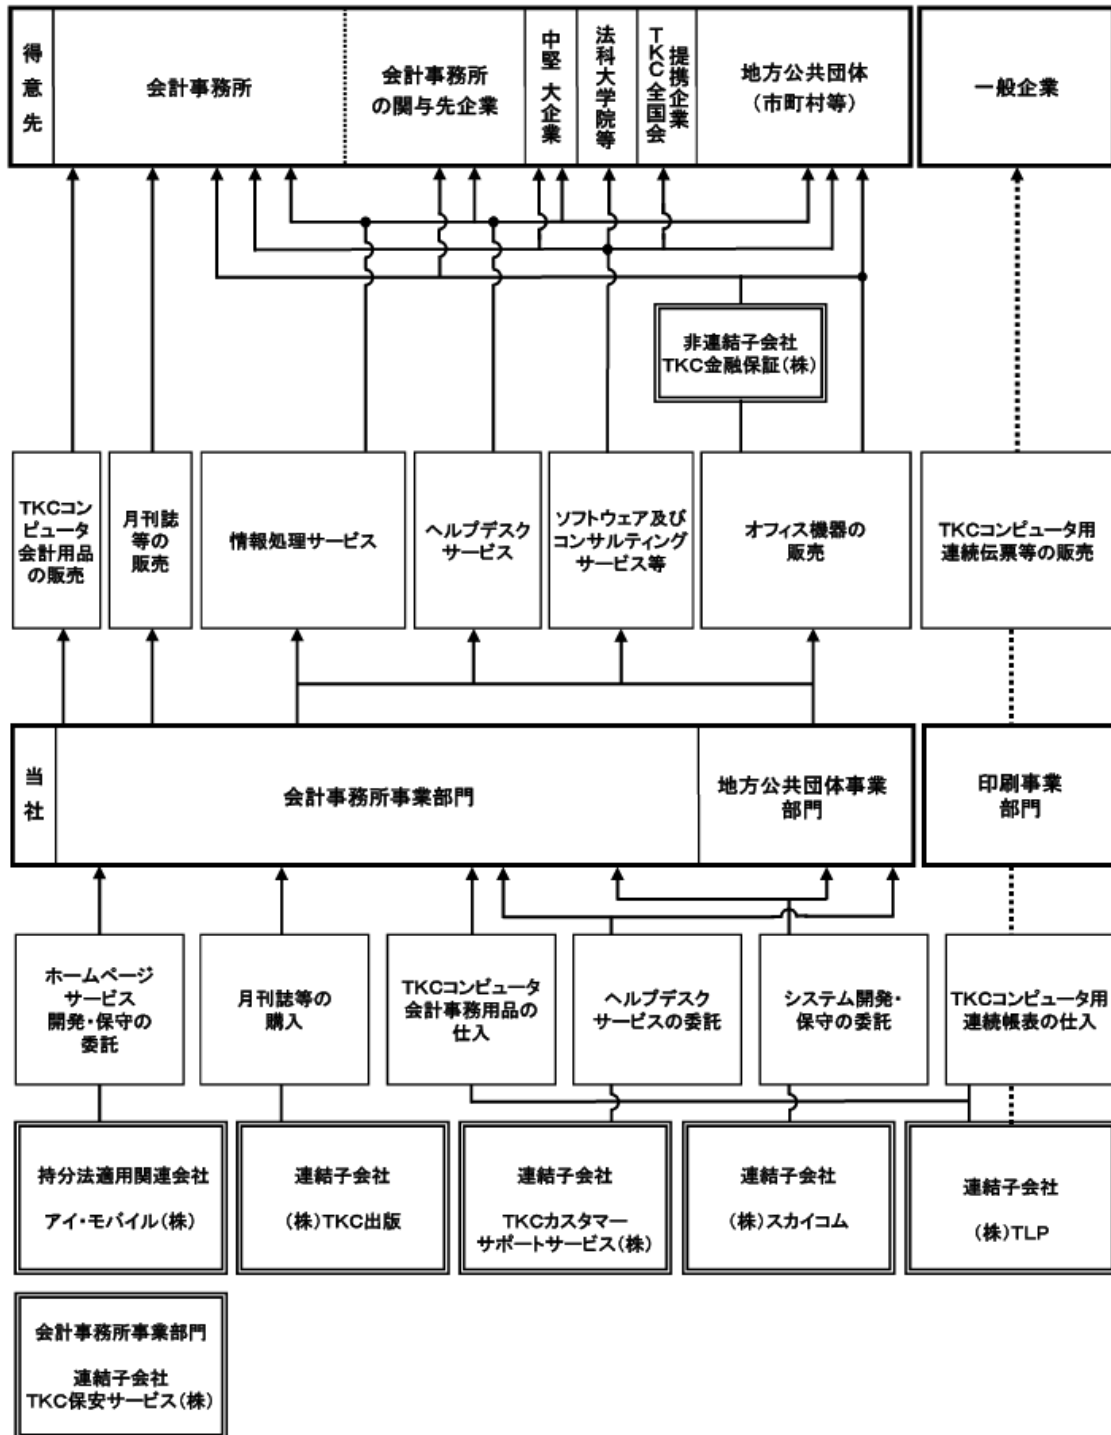 得意先
会計事務所
会計事務所
の関与先企業
中堅 大企業
法科大学院等
TKC全国会
提携企業
地方公共団体
(市町村等)
一般企業
非連結子会社
TKC金融保証(株)
TKCコン
ピュータ
会計用品
の販売
月刊誌
等の
販売
情報処理サービス
ヘルプデスク
サービス
ソフトウェア及び
コンサルティング
サービス等
オフィス機器の
販売
TKCコンピュータ用
連続伝票等の販売
当社
会計事務所事業部門
地方公共団体事業
部門
印刷事業
部門
ホームページ
サービス
開発・保守の
委託
月刊誌等の
購入
TKCコンピュータ
会計事務用品の
仕入
ヘルプデスク
サービスの委託
システム開発・
保守の委託
TKCコンピュータ用
連続帳表の仕入
持分法適用関連会社
アイ・モバイル(株)
連結子会社
(株)TKC出版
連結子会社
TKCカスタマー
サポートサービス(株)
連結子会社
(株)スカイコム
連結子会社
(株)TLP
会計事務所事業部門
連結子会社
TKC保安サービス(株)